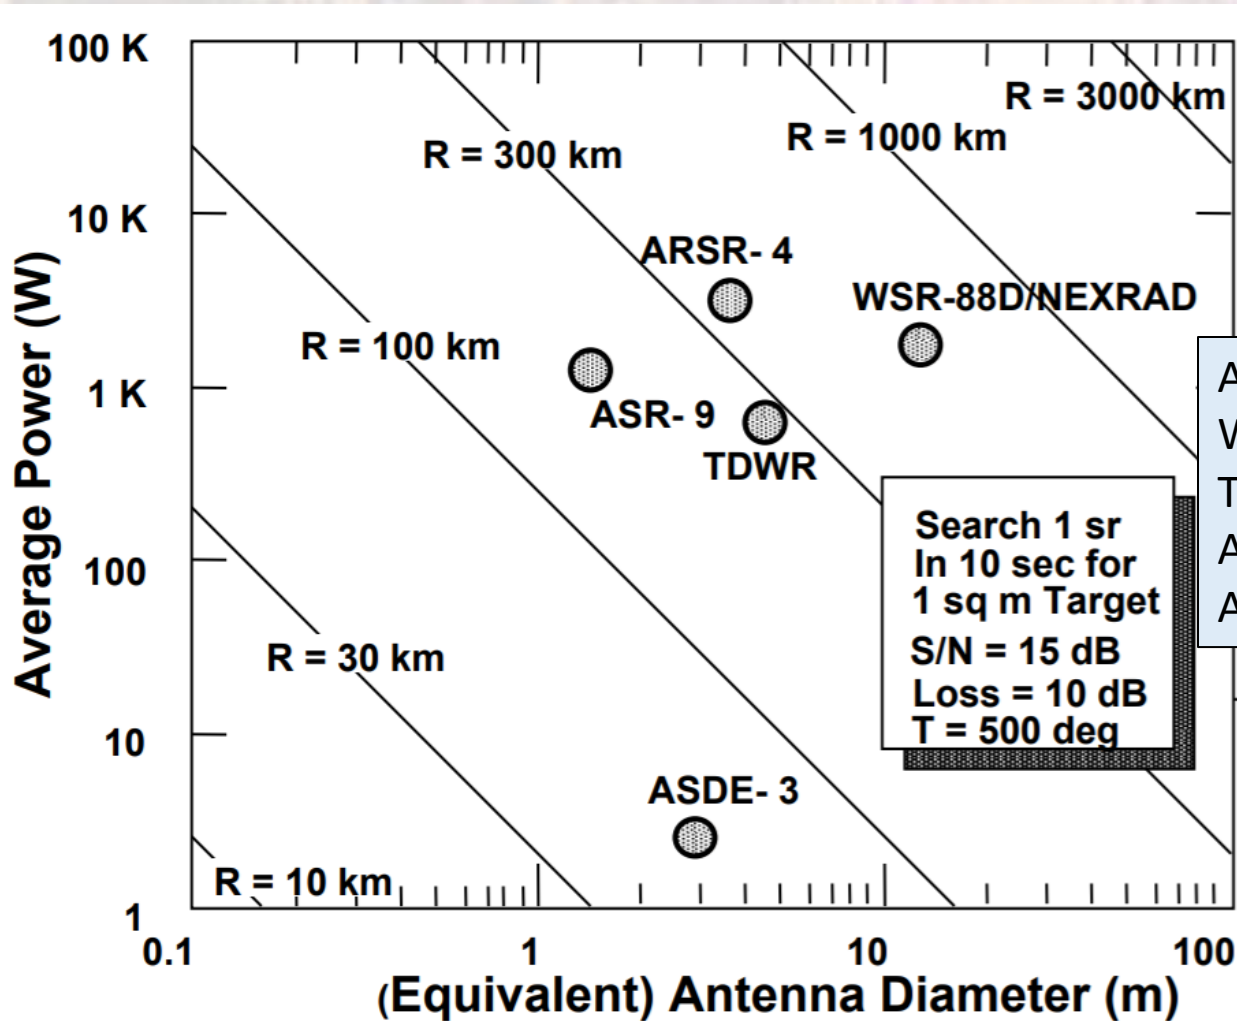 100 K
10 K
1 K
100
10
1
Average Power (W)
R = 3000 km
R = 1000 km
R = 300 km
ARSR- 4
WSR-88D/NEXRAD
R = 100 km
ASR- 9
TDWR
Search 1 sr
In 10 sec for
1 sq m Target
S/N = 15 dB
Loss = 10 dB
T = 500 deg
R = 30 km
ASDE- 3
R = 10 km
0.1 1 10 100
(Equivalent) Antenna Diameter (m)
A
W
T
A
A